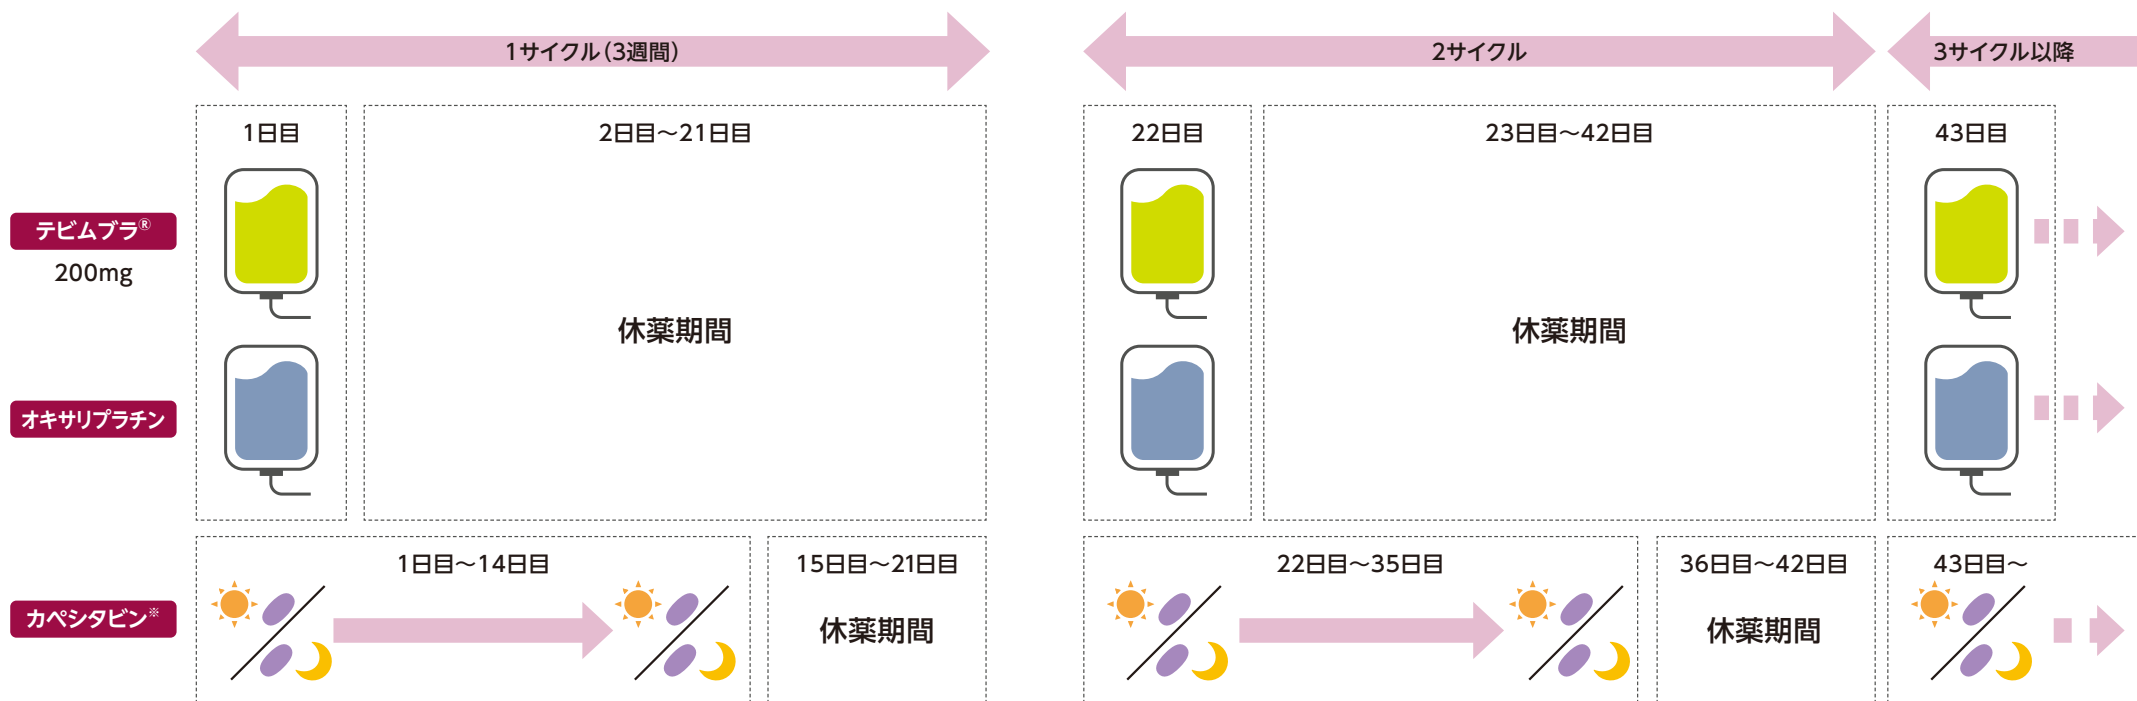 1サイクル（3週間）
2サイクル
3サイクル以降
1日目
2日目～21日目
22日目
23日目～42日目
43日目
テビムブラ®
200mg
休薬期間
休薬期間
オキサリプラチン
1日目～14日目
15日目～21日目
22日目～35日目
36日目～42日目
43日目～
カペシタビン※
休薬期間
休薬期間